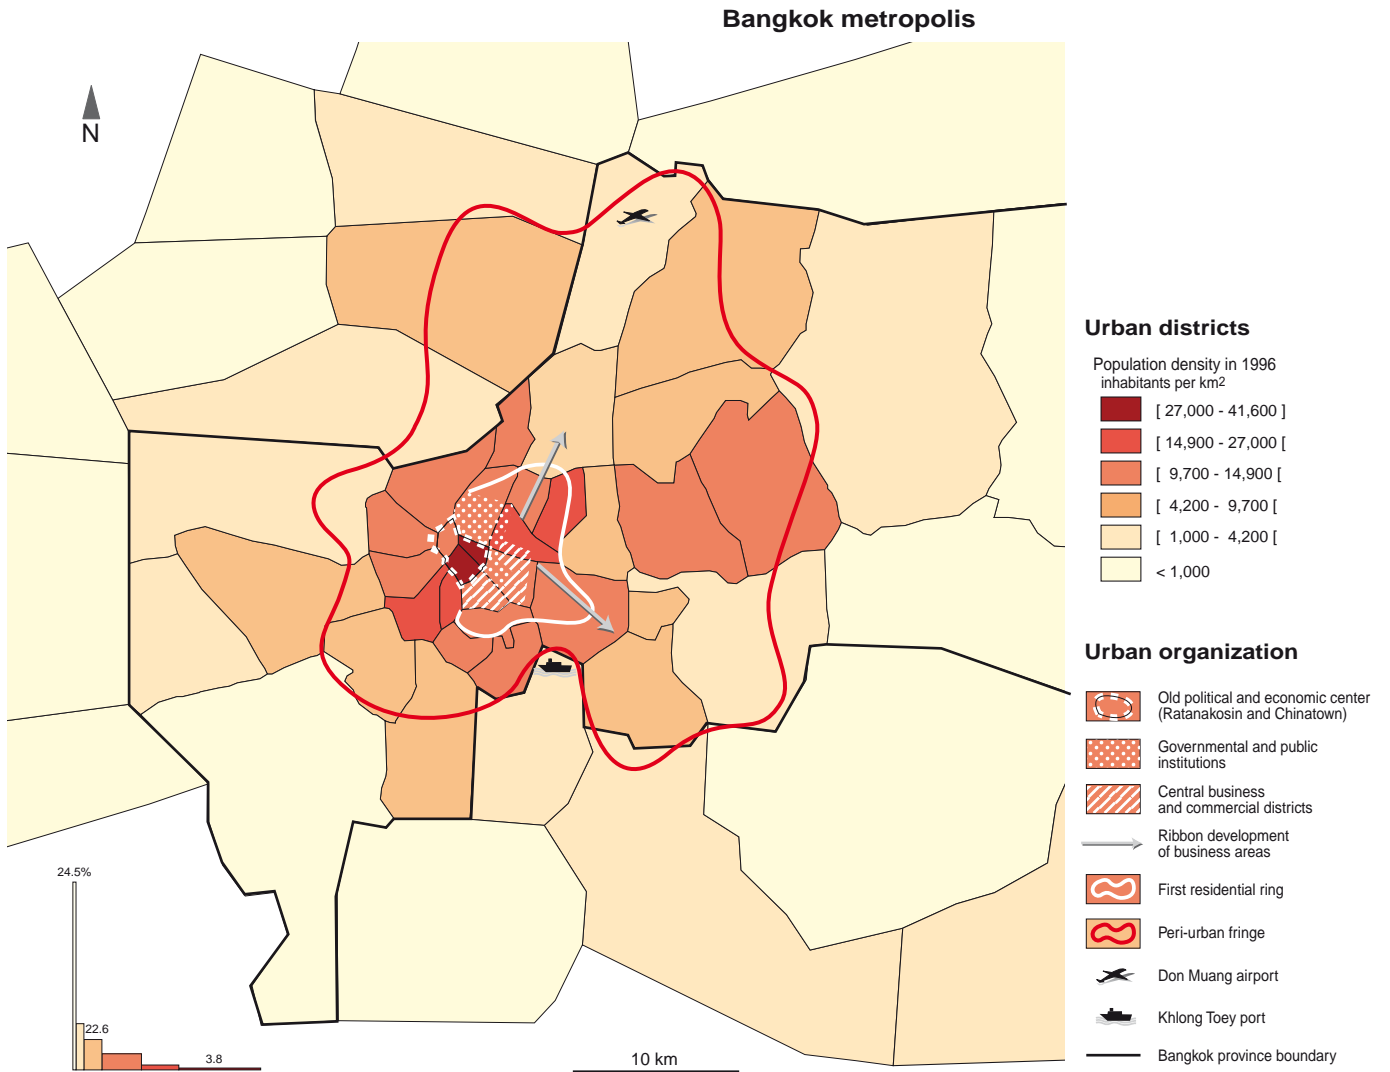 Bangkok metropolis
N
Urban districts
Population density in 1996
inhabitants per km2
[ 27,000 - 41,600 ]
[ 14,900 - 27,000 [
[ 9,700 - 14,900 [
[ 4,200 - 9,700 [
[ 1,000 - 4,200 [
< 1,000
Urban organization
Old political and economic center
(Ratanakosin and Chinatown)
Governmental and public
institutions
Central business
and commercial districts
Ribbon development
of business areas
First residential ring
Peri-urban fringe
Don Muang airport
Khlong Toey port
Bangkok province boundary
24.5%
22.6
3.8
10 km